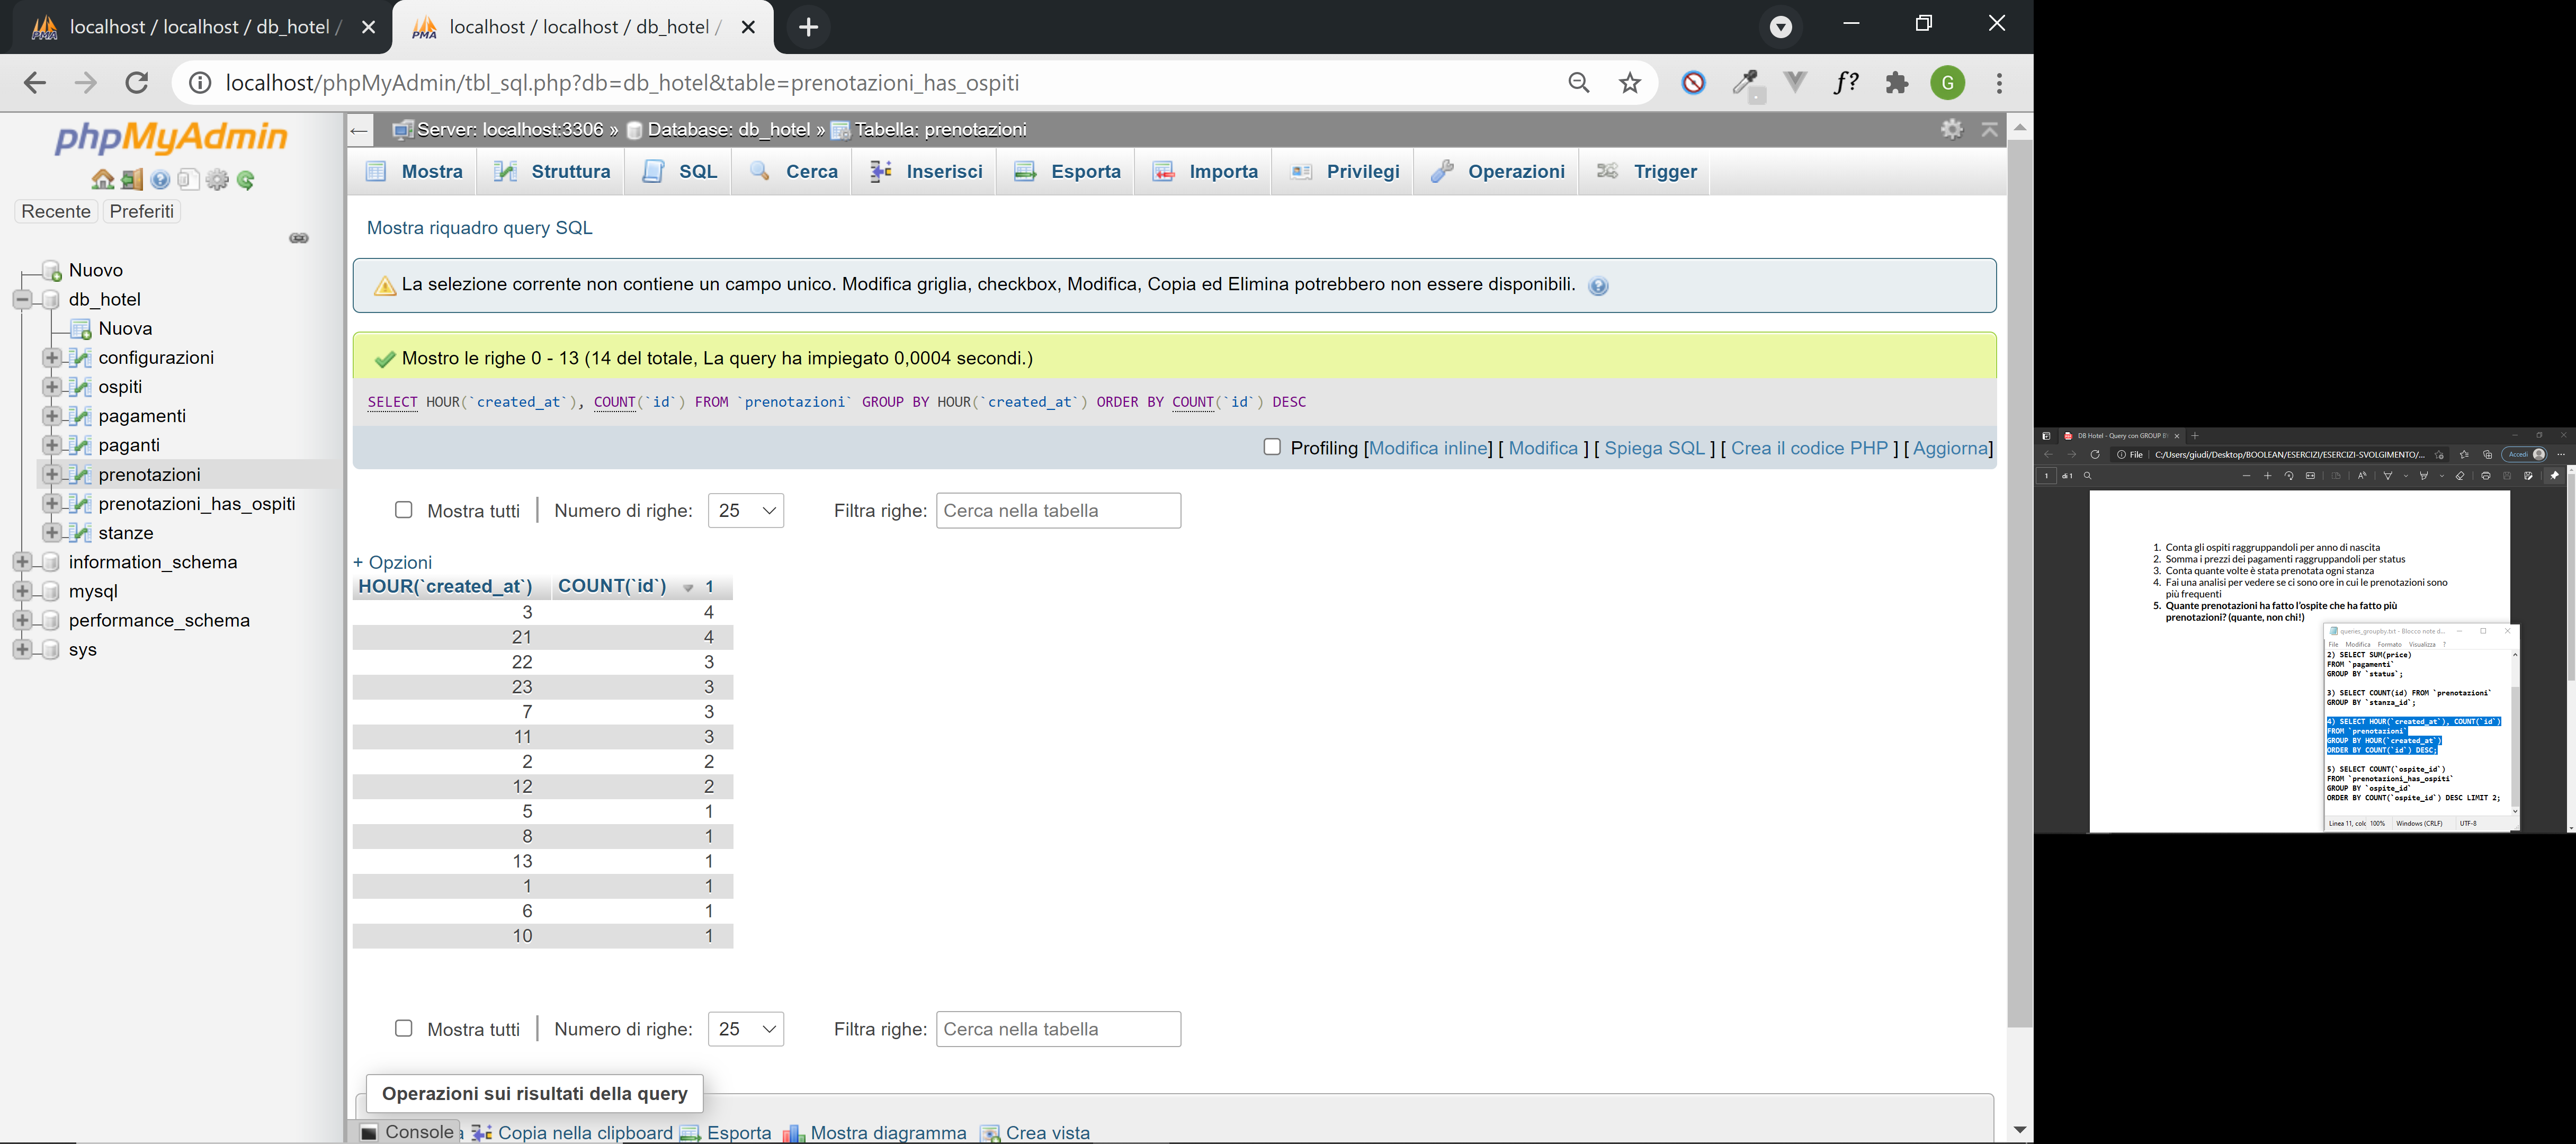 localhost / localhost / db_hotel /
localhost / localhost / db_hotel /
localhost/phpMyAdmin/tbl_sql.php?db=db_hotel&table=prenotazioni_has_ospiti
f?
G
phpMyAdmin
Recente Preferiti
Nuovo
db_hotel
Nuova
configurazioni
ospiti
pagamenti
paganti
prenotazioni
prenotazioni_has_ospiti
stanze
information_schema
mysql
performance_schema
sys
Server: localhost:3306 » Database: db_hotel » Tabella: prenotazioni
Mostra Struttura SQL Cerca Inserisci Esporta Importa Privilegi Operazioni Trigger
Mostra riquadro query SQL
La selezione corrente non contiene un campo unico. Modifica griglia, checkbox, Modifica, Copia ed Elimina potrebbero non essere disponibili.
Mostro le righe 0 - 13 (14 del totale, La query ha impiegato 0,0004 secondi.)
SELECT HOUR(`created_at`), COUNT(`id`) FROM `prenotazioni` GROUP BY HOUR(`created_at`) ORDER BY COUNT(`id`) DESC
Profiling [Modifica inline] [ Modifica ] [ Spiega SQL ] [ Crea il codice PHP ] [ Aggiorna]
Mostra tutti Numero di righe: 25 Filtra righe: Cerca nella tabella
+ Opzioni
HOUR(`created_at`) COUNT(`id`) 1
3 4
21 4
22 3
23 3
7 3
11 3
2 2
12 2
5 1
8 1
13 1
1 1
6 1
10 1
Mostra tutti Numero di righe: 25 Filtra righe: Cerca nella tabella
Operazioni sui risultati della query
Console Copia nella clipboard Esporta Mostra diagramma Crea vista
DB Hotel - Query con GROUP B
File C:/Users/giudi/Desktop/BOOLEAN/ESERCIZI/ESERCIZI-SVOLGIMENTO/... Accedi
1 di 1
1. Conta gli ospiti raggruppandoli per anno di nascita
2. Somma i prezzi dei pagamenti raggruppandoli per status
3. Conta quante volte è stata prenotata ogni stanza
4. Fai una analisi per vedere se ci sono ore in cui le prenotazioni sono
più frequenti
5. Quante prenotazioni ha fatto l'ospite che ha fatto più
prenotazioni? (quante, non chi!)
queries_groupby.txt - Blocco note d...
File Modifica Formato Visualizza ?
2) SELECT SUM(price)
FROM `pagamenti`
GROUP BY `status`;
3) SELECT COUNT(id) FROM `prenotazioni`
GROUP BY `stanza_id`;
4) SELECT HOUR(`created_at`), COUNT(`id`)
FROM `prenotazioni`
GROUP BY HOUR(`created_at`)
ORDER BY COUNT(`id`) DESC;
5) SELECT COUNT(`ospite_id`)
FROM `prenotazioni_has_ospiti`
GROUP BY `ospite_id`
ORDER BY COUNT(`ospite_id`) DESC LIMIT 2;
Linea 11, colc 100% Windows (CRLF) UTF-8